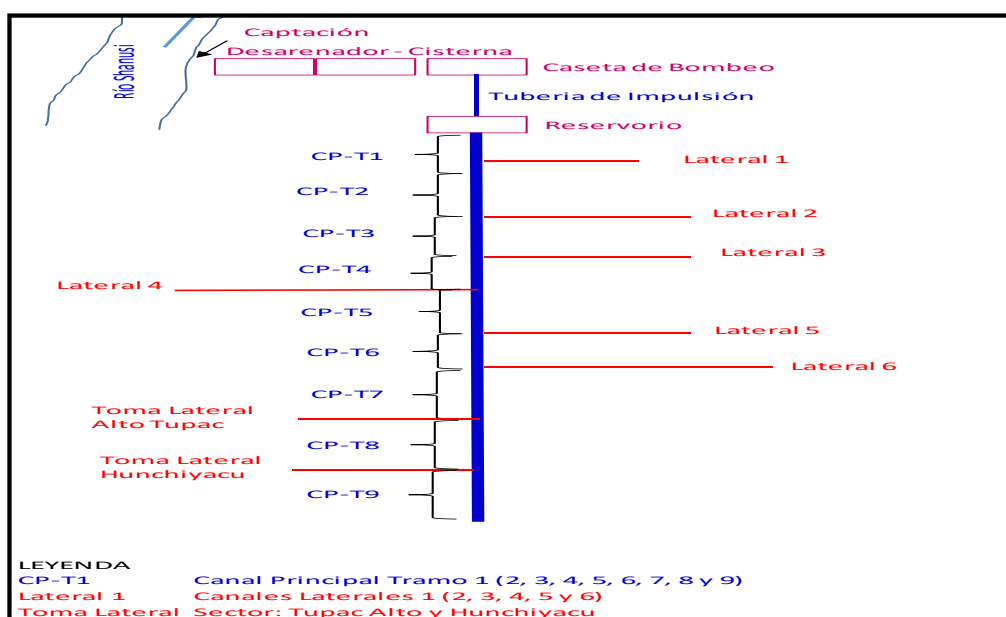 Captación
Desarenador - Cisterna
Río Shanusi
Caseta de Bombeo
Tuberia de Impulsión
Reservorio
CP-T1
Lateral 1
CP-T2
Lateral 2
CP-T3
Lateral 3
CP-T4
Lateral 4
CP-T5
Lateral 5
CP-T6
Lateral 6
CP-T7
Toma Lateral
Alto Tupac
CP-T8
Toma Lateral
Hunchiyacu
CP-T9
LEYENDA
CP-T1 Canal Principal Tramo 1 (2, 3, 4, 5, 6, 7, 8 y 9)
Lateral 1 Canales Laterales 1 (2, 3, 4, 5 y 6)
Toma Lateral Sector: Tupac Alto y Hunchiyacu